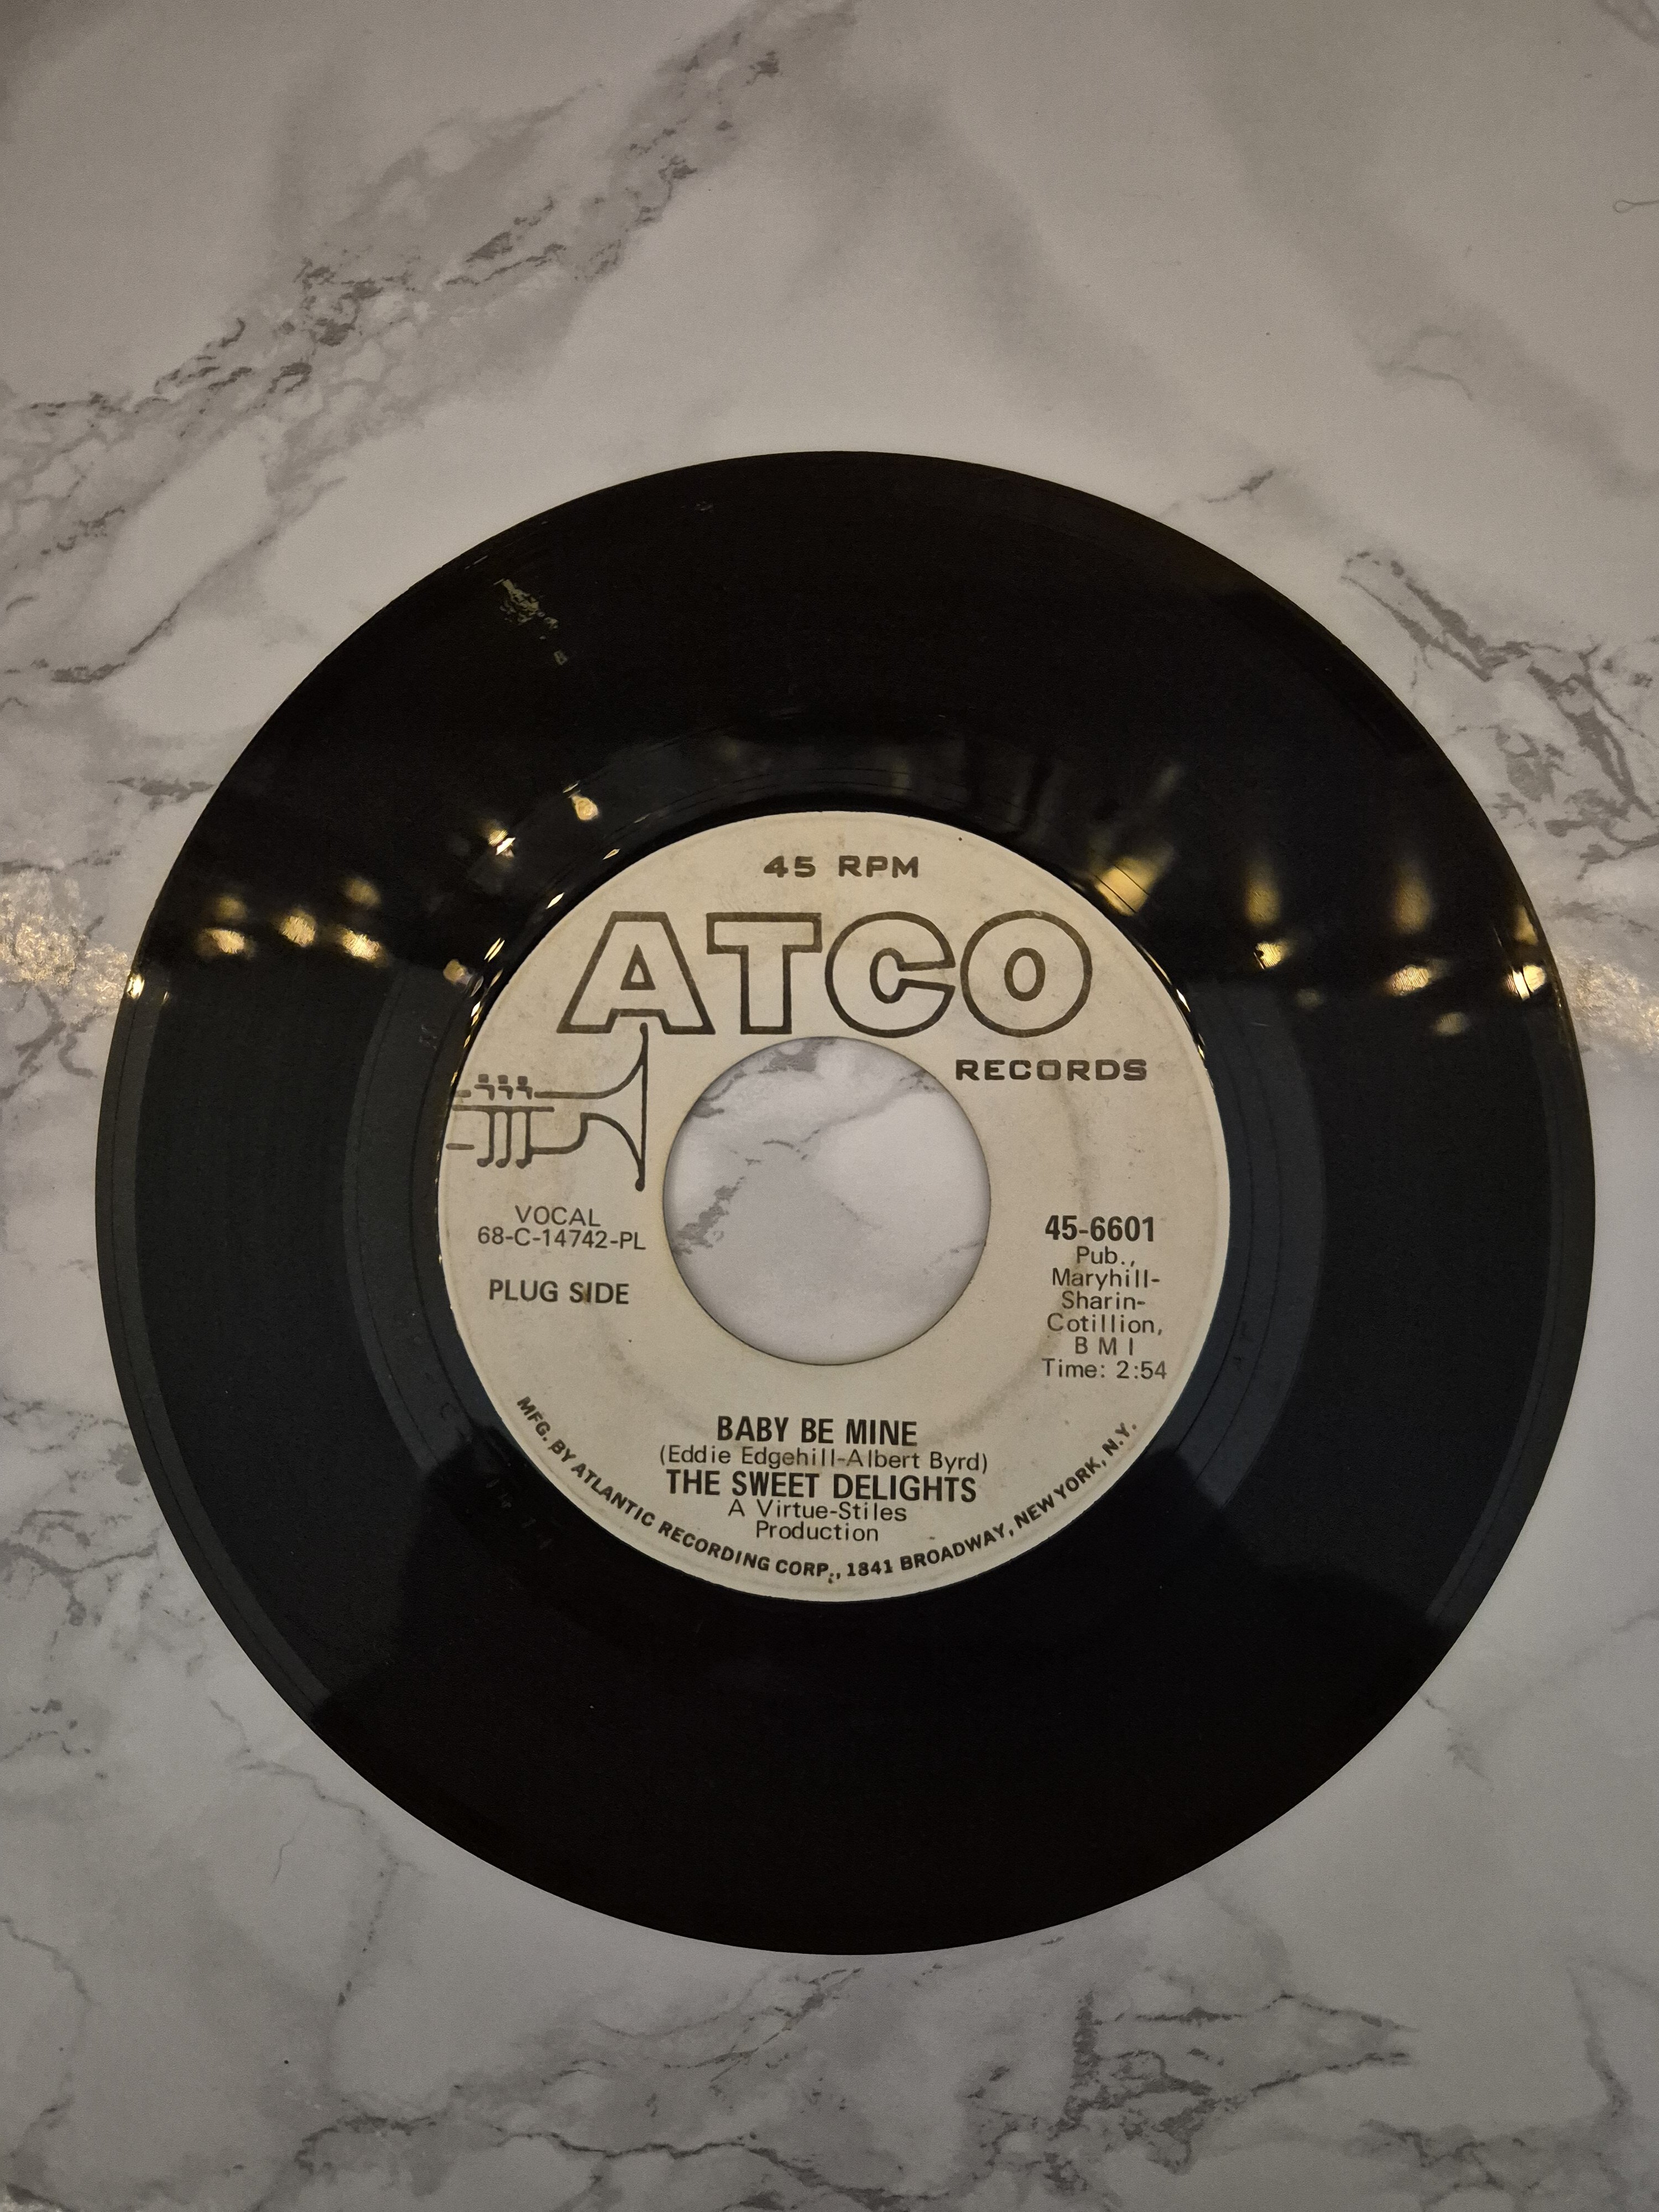 45 RPM
ATCO
RECORDS
VOCAL
68-C-14742-PL
PLUG SIDE
45-6601
Pub.,
Maryhill-
Sharin-
Cotillion,
B M I
Time: 2:54
BABY BE MINE
(Eddie Edgehill-Albert Byrd)
THE SWEET DELIGHTS
A Virtue-Stiles
Production
MFG. BY ATLANTIC RECORDING CORP., 1841 BROADWAY, NEW YORK, N.Y.